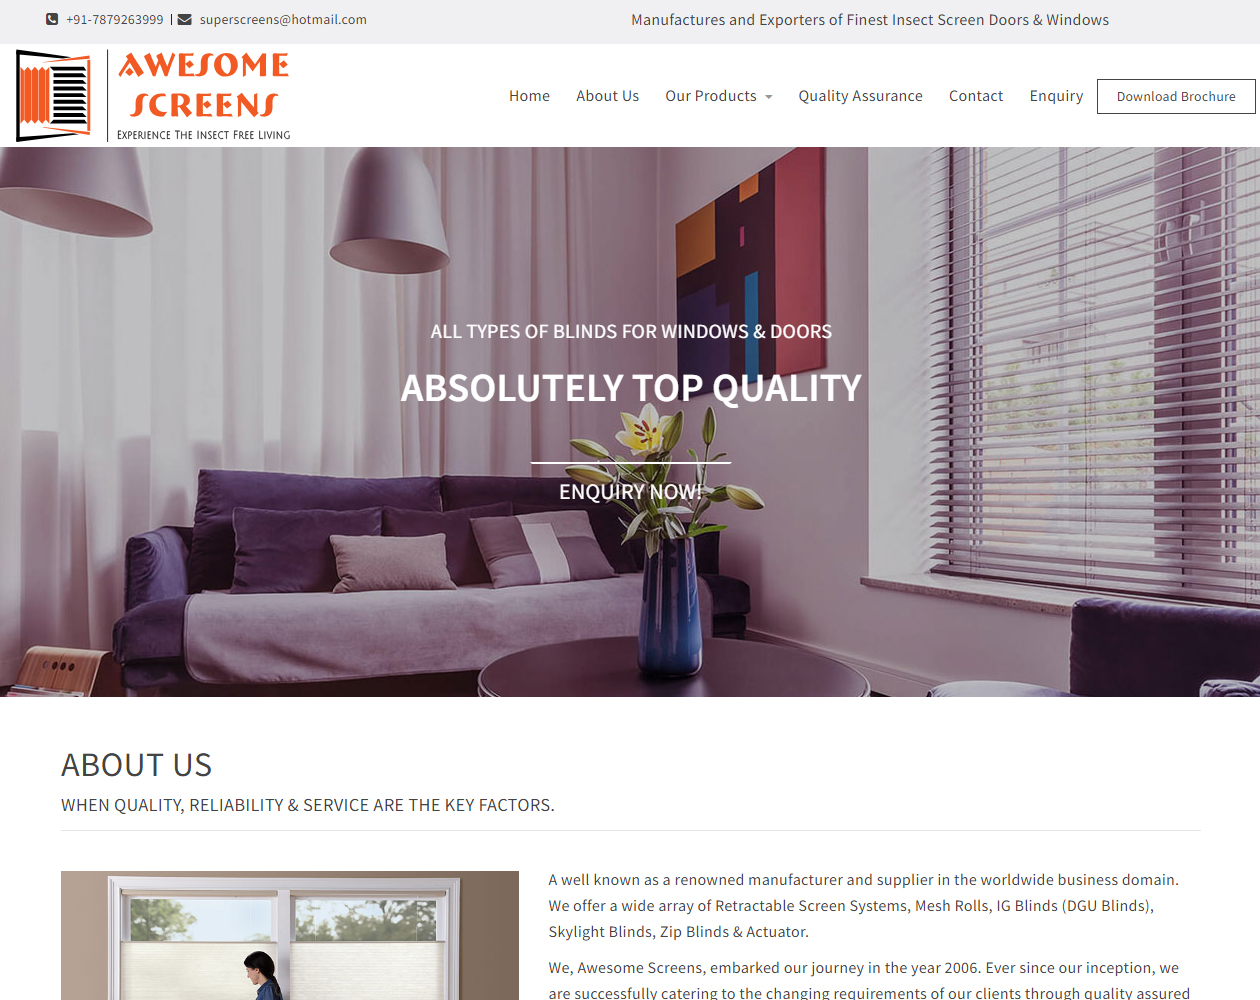 +91-7879263999 | superscreens@hotmail.com
Manufactures and Exporters of Finest Insect Screen Doors & Windows
AWESOME
SCREENS
Experience The Insect Free Living
Home About Us Our Products Quality Assurance Contact Enquiry Download Brochure
ALL TYPES OF BLINDS FOR WINDOWS & DOORS
ABSOLUTELY TOP QUALITY
ENQUIRY NOW!
ABOUT US
WHEN QUALITY, RELIABILITY & SERVICE ARE THE KEY FACTORS.
A well known as a renowned manufacturer and supplier in the worldwide business domain.
We offer a wide array of Retractable Screen Systems, Mesh Rolls, IG Blinds (DGU Blinds),
Skylight Blinds, Zip Blinds & Actuator.
We, Awesome Screens, embarked our journey in the year 2006. Ever since our inception, we
are successfully catering to the changing requirements of our clients through quality assured